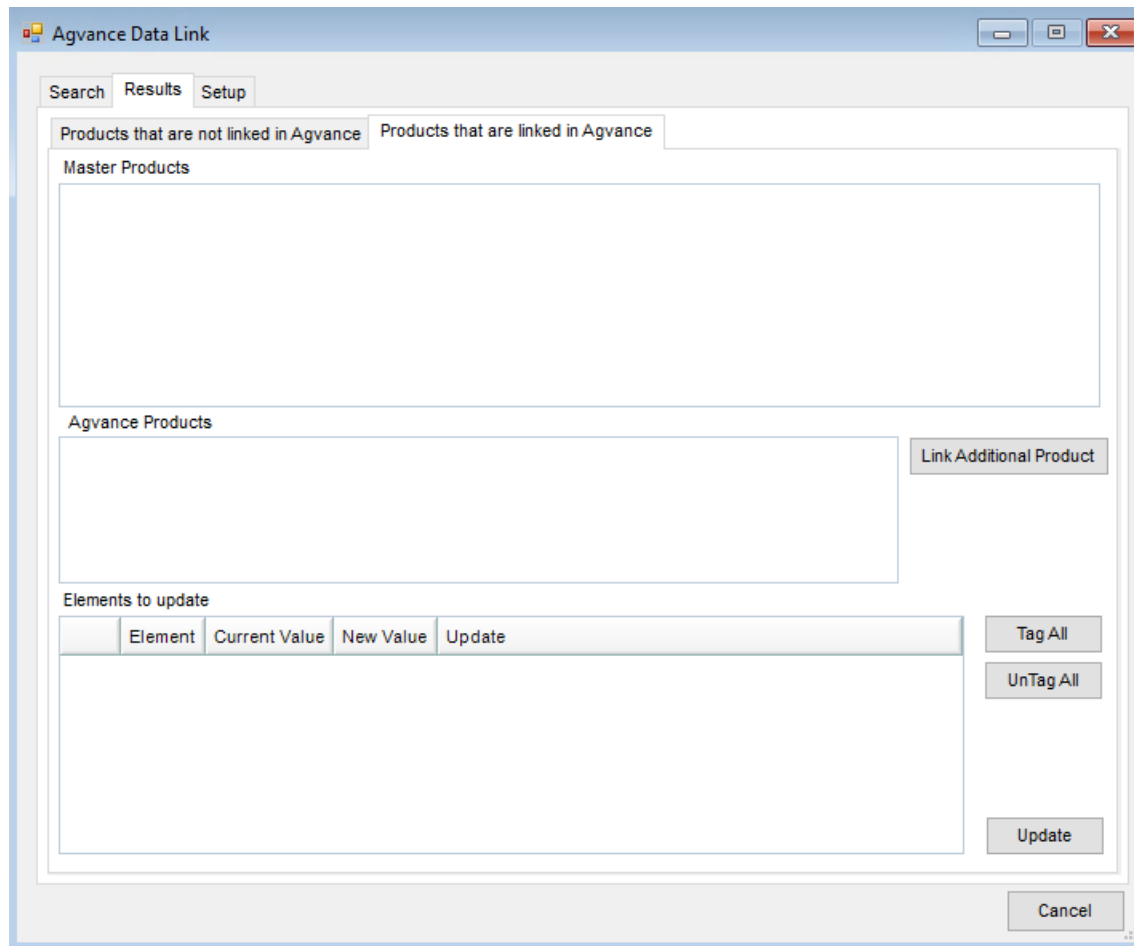 Agvance Data Link
Search Results Setup
Products that are not linked in Agvance Products that are linked in Agvance
Master Products
Agvance Products
Link Additional Product
Elements to update
Element Current Value New Value Update
Tag All
UnTag All
Update
Cancel